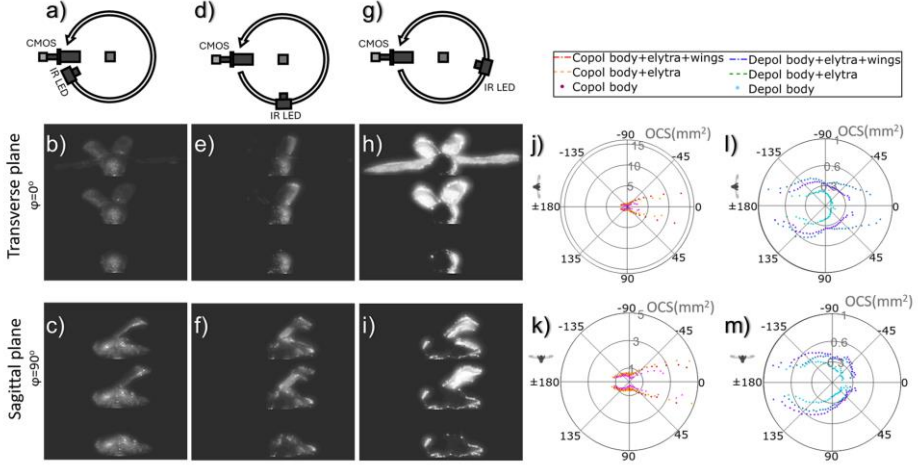 a)
d)
g)
CMOS
IR LED
CMOS
IR LED
CMOS
IR LED
Copol body+elytra+wings
Copol body+elytra
Copol body
Depol body+elytra+wings
Depol body+elytra
Depol body
Transverse plane
φ=0°
b)
e)
h)
j)
-90
OCS(mm²)
-135
-45
15
5
±180
0
135
45
90
l)
-90
OCS(mm²)
-135
-45
1
0.6
±180
0
135
45
90
Sagittal plane
φ=90°
c)
f)
i)
k)
-90
OCS(mm²)
-135
-45
5
3
1
±180
0
135
45
90
m)
-90
OCS(mm²)
-135
-45
1
0.6
0.3
±180
0
135
45
90